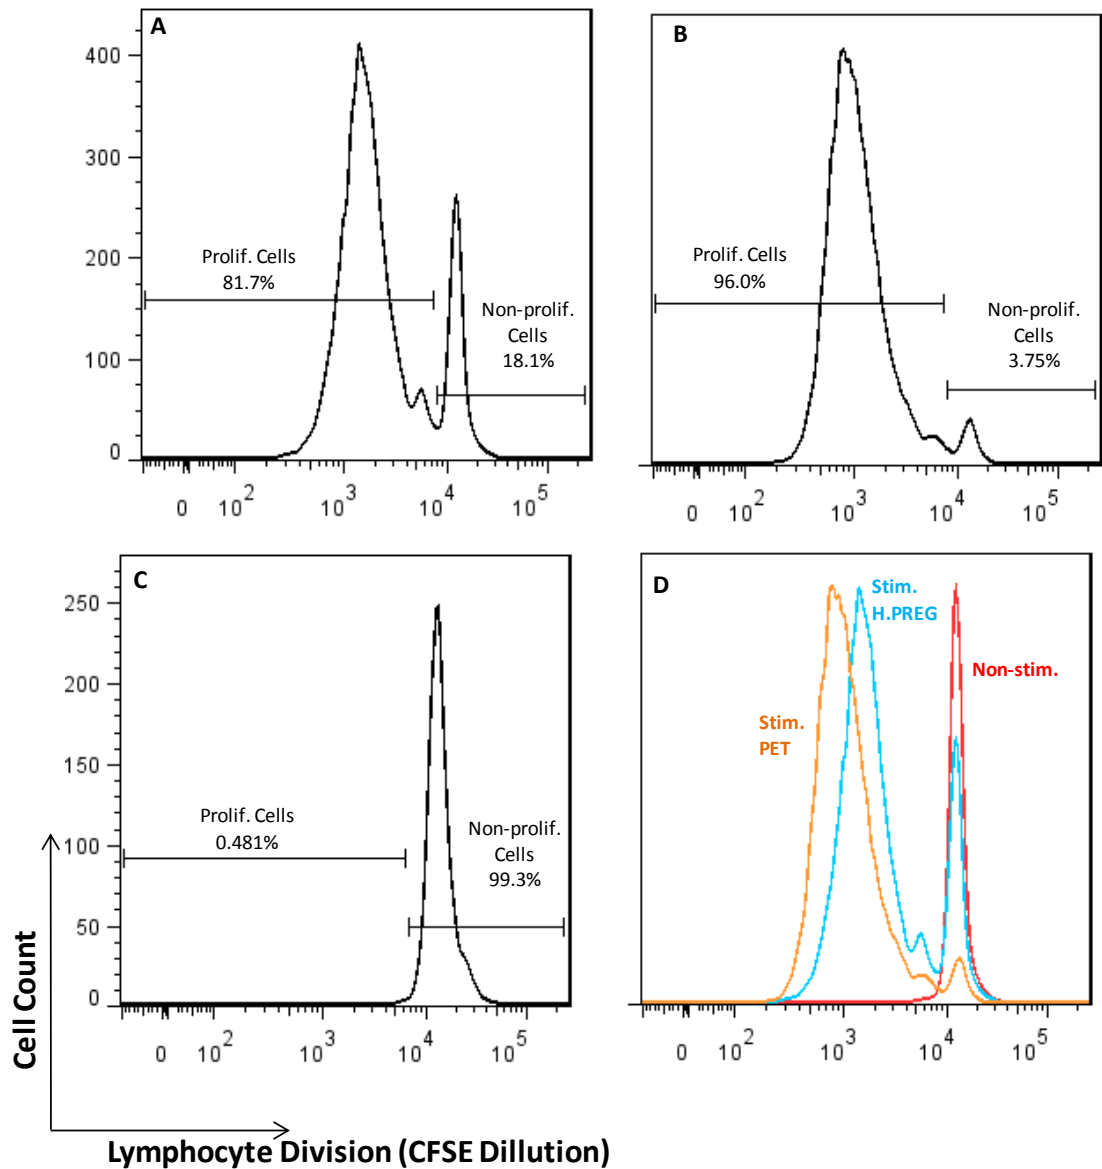 A
400
300
200
100
0
Prolif. Cells
81.7%
Non-prolif.
Cells
18.1%
0 10^2 10^3 10^4 10^5
B
Prolif. Cells
96.0%
Non-prolif.
Cells
3.75%
0 10^2 10^3 10^4 10^5
C
250
200
150
100
50
0
Prolif. Cells
0.481%
Non-prolif.
Cells
99.3%
0 10^2 10^3 10^4 10^5
D
Stim.
H.PREG
Non-stim.
Stim.
PET
0 10^2 10^3 10^4 10^5
Cell Count
Lymphocyte Division (CFSE Dillution)